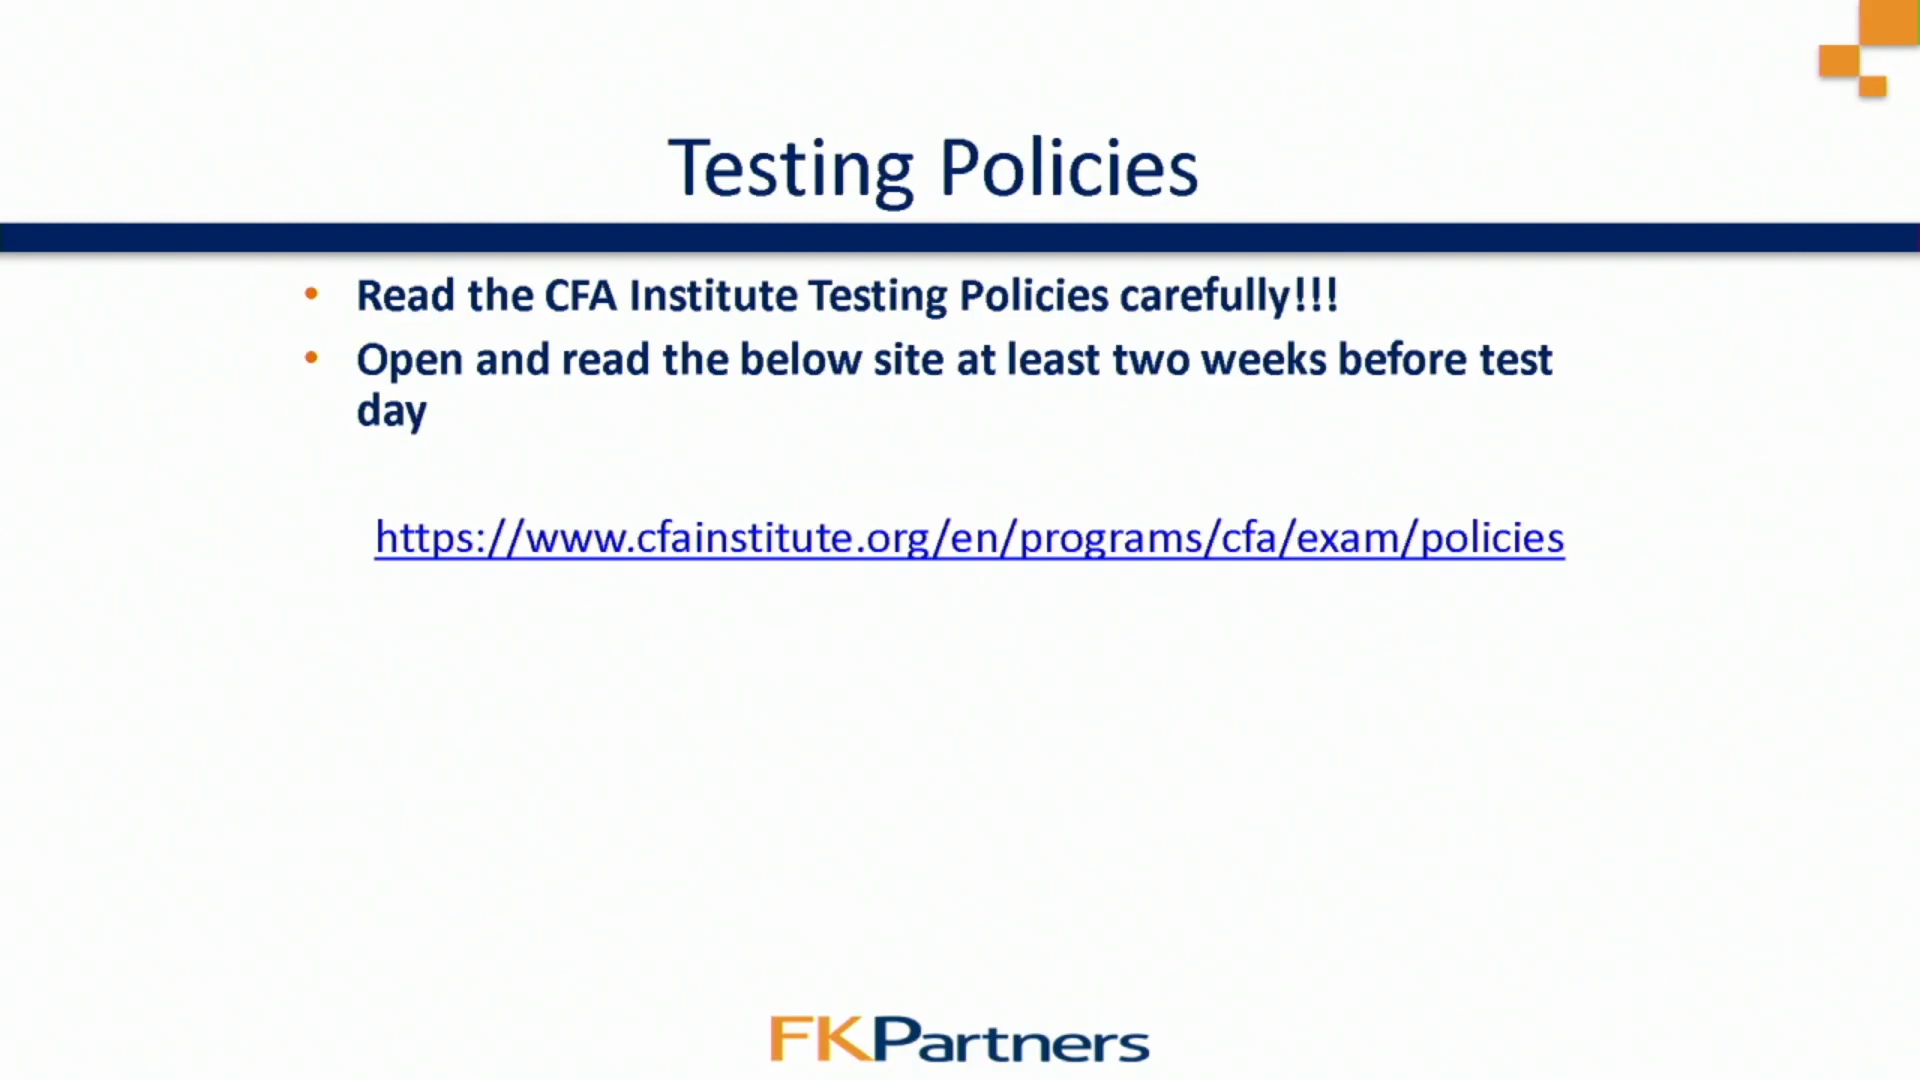 Testing Policies
• Read the CFA Institute Testing Policies carefully!!!
• Open and read the below site at least two weeks before test
day
https://www.cfainstitute.org/en/programs/cfa/exam/policies
FKPartners